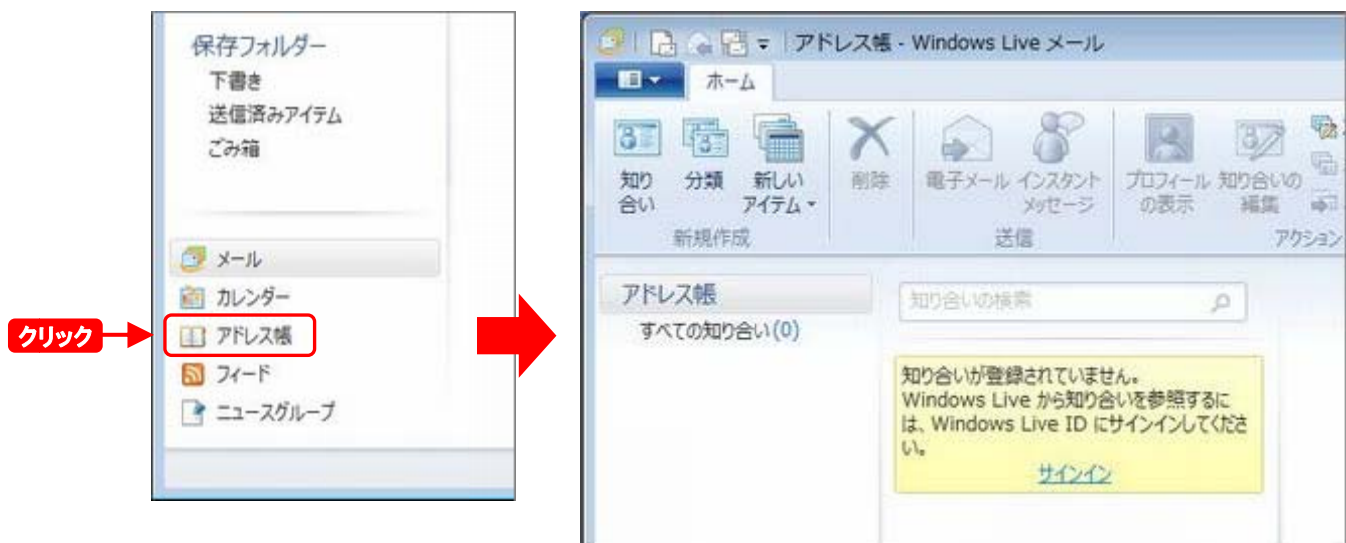 保存フォルダー
下書き
送信済みアイテム
ごみ箱
メール
カレンダー
クリック
アドレス帳
フィード
ニュースグループ
アドレス帳 - Windows Live メール
ホーム
知り合い
分類
新しいアイテム
削除
電子メール
インスタントメッセージ
プロフィールの表示
知り合いの編集
新規作成
送信
アクション
アドレス帳
すべての知り合い(0)
知り合いの検索
知り合いが登録されていません。
Windows Live から知り合いを参照するに
は、Windows Live ID にサインインしてくださ
い。
サインイン